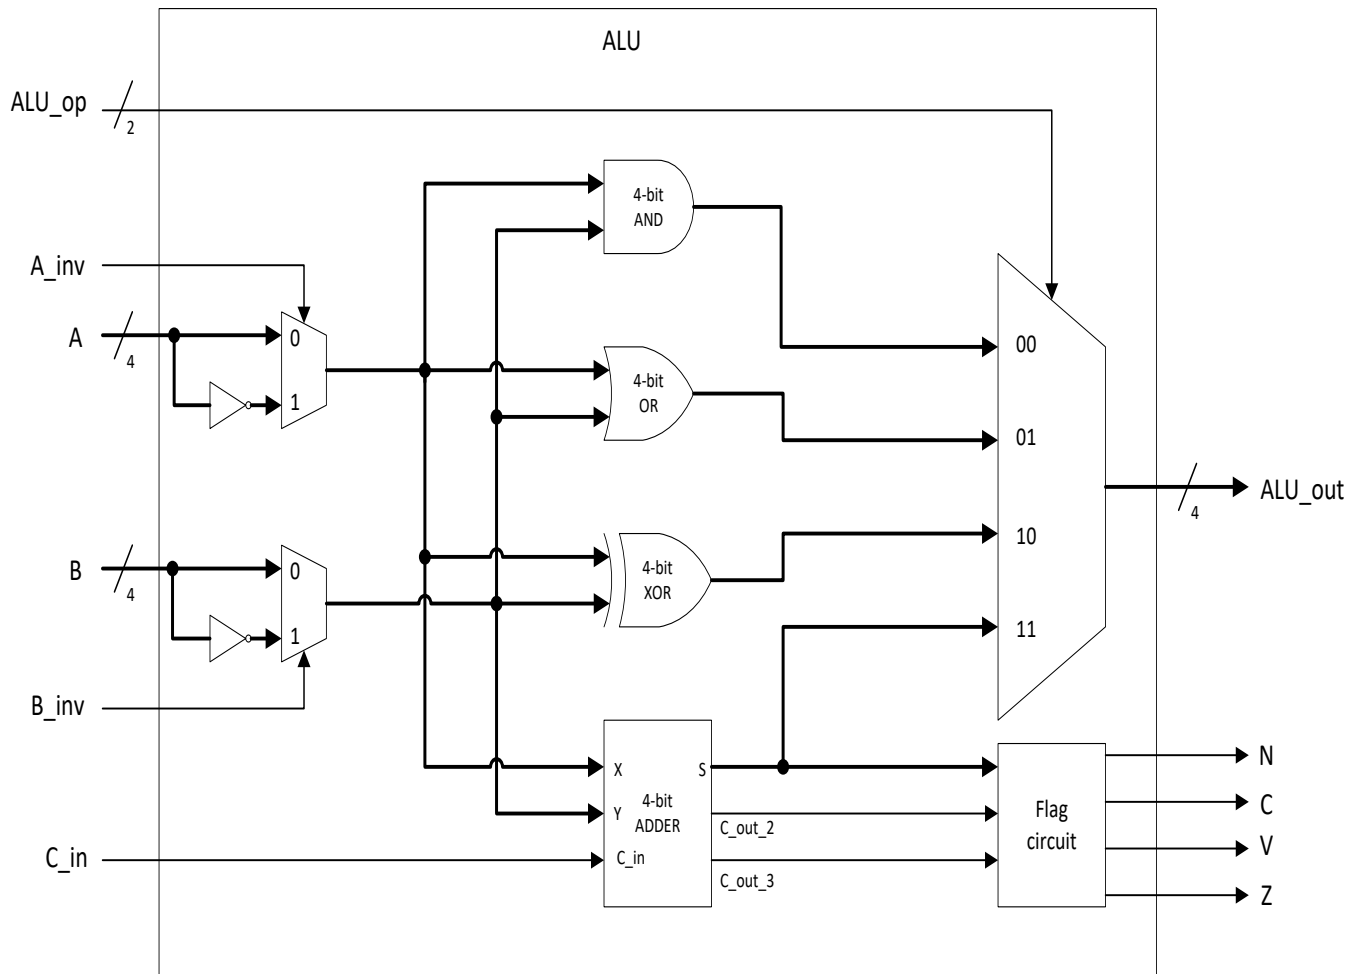 ALU
ALU_op
2
4-bit
AND
A_inv
A
4
0
1
4-bit
OR
00
01
10
11
ALU_out
4
B
4
0
1
4-bit
XOR
B_inv
X
S
4-bit
Y
ADDER
C_in
C_out_2
C_out_3
C_in
Flag
circuit
N
C
V
Z